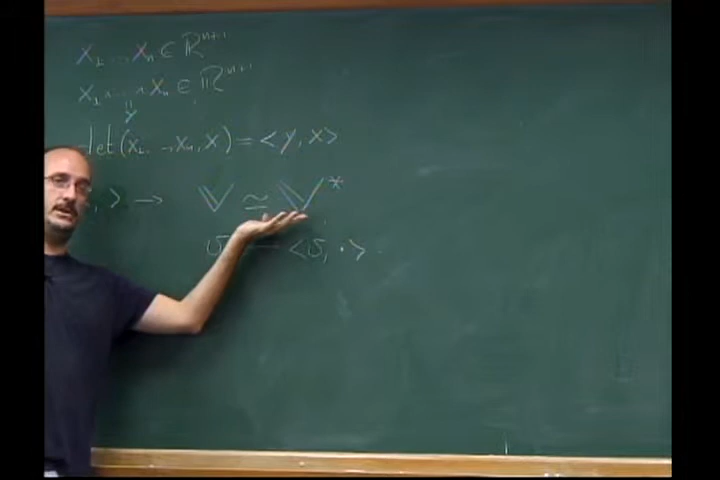 X₁ ... Xₙ ∈ ℝⁿ⁺¹
X₁ × ... × Xₙ ∈ ℝⁿ⁺¹
‖
y
det(X₁, ..., Xₙ, X) = <y, x>
, > → V ≃ V*
v — <v, ·>